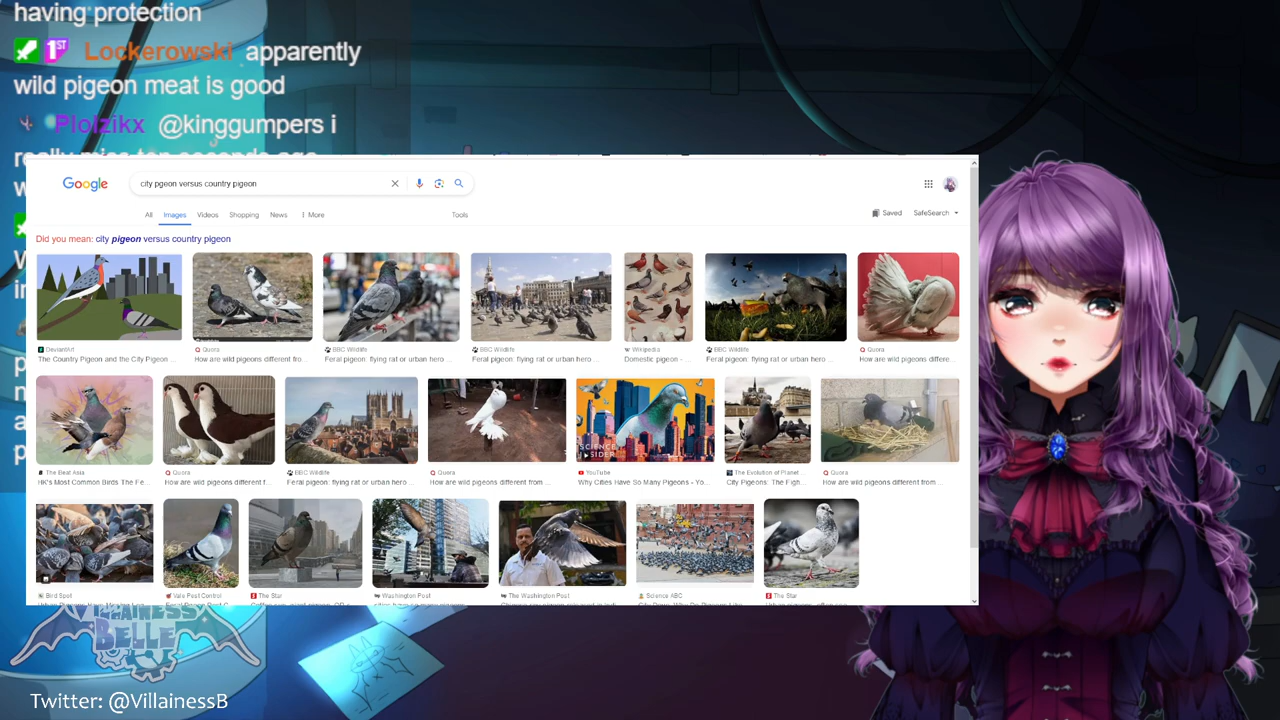 having protection
Lockerowski apparently
wild pigeon meat is good
Plolzikx @kinggumpers i
Google
city pgeon versus country pigeon
All Images Videos Shopping News More Tools
Saved SafeSearch
Did you mean: city pigeon versus country pigeon
DeviantArt
The Country Pigeon and the City Pigeon ...
Quora
How are wild pigeons different fro...
BBC Wildlife
Feral pigeon: flying rat or urban hero ...
BBC Wildlife
Feral pigeon: flying rat or urban hero ...
Wikipedia
Domestic pigeon - ...
BBC Wildlife
Feral pigeon: flying rat or urban hero ...
Quora
How are wild pigeons differe...
The Beat Asia
HK's Most Common Birds The Fe...
Quora
How are wild pigeons different f...
BBC Wildlife
Feral pigeon: flying rat or urban hero ...
Quora
How are wild pigeons different from ...
SCIENCE
INSIDER
YouTube
Why Cities Have So Many Pigeons - Yo...
The Evolution of Planet...
City Pigeons: The Figh...
Quora
How are wild pigeons different from ...
Bird Spot
Vale Pest Control
The Star
Washington Post
The Washington Post
Science ABC
The Star
VILLAINESS
BELLE
Twitter: @VillainessB